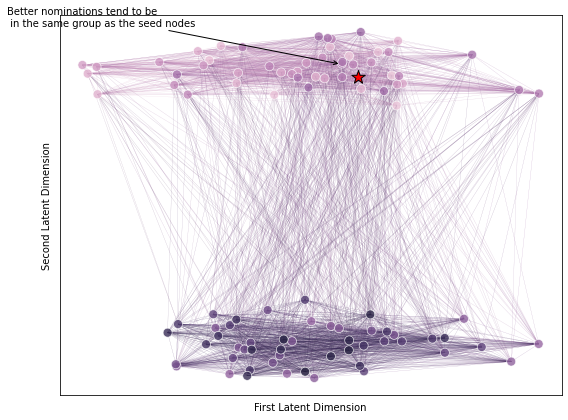 Better nominations tend to be
in the same group as the seed nodes
Second Latent Dimension
First Latent Dimension